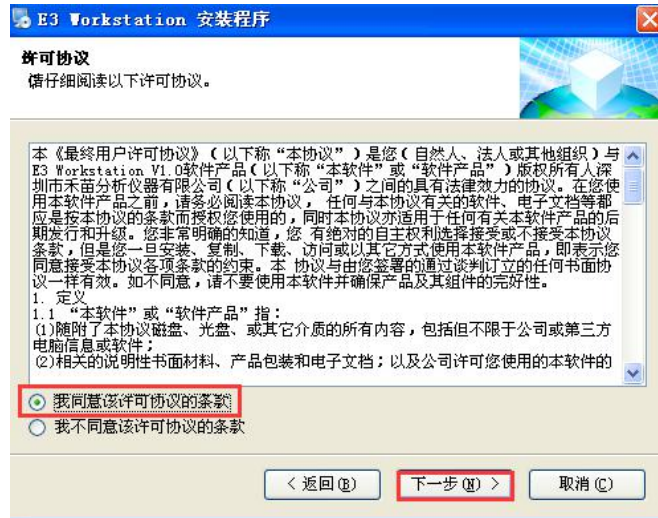 E3 Workstation 安装程序
许可协议
请仔细阅读以下许可协议。
本《最终用户许可协议》（以下称“本协议”）是您（自然人、法人或其他组织）与
E3 Workstation V1.0软件产品（以下称“本软件”或“软件产品”）版权所有人深
圳市禾苗分析仪器有限公司（以下称“公司”）之间的具有法律效力的协议。在您使
用本软件产品之前，请务必阅读本协议， 任何与本协议有关的软件、电子文档等都
应是按本协议的条款而授权您使用的，同时本协议亦适用于任何有关本软件产品的后
期发行和升级。您非常明确的知道，您 有绝对的自主权利选择接受或不接受本协议
条款，但是您一旦安装、复制、下载、访问或以其它方式使用本软件产品，即表示您
同意接受本协议各项条款的约束。本 协议与由您签署的通过谈判订立的任何书面协
议一样有效。如不同意，请不要使用本软件并确保产品及其组件的完好性。
1. 定义
1.1 “本软件”或“软件产品”指：
(1)随附了本协议磁盘、光盘、或其它介质的所有内容，包括但不限于公司或第三方
电脑信息或软件；
(2)相关的说明性书面材料、产品包装和电子文档；以及公司许可您使用的本软件的
我同意该许可协议的条款
我不同意该许可协议的条款
< 返回(B)
下一步(N) >
取消(C)